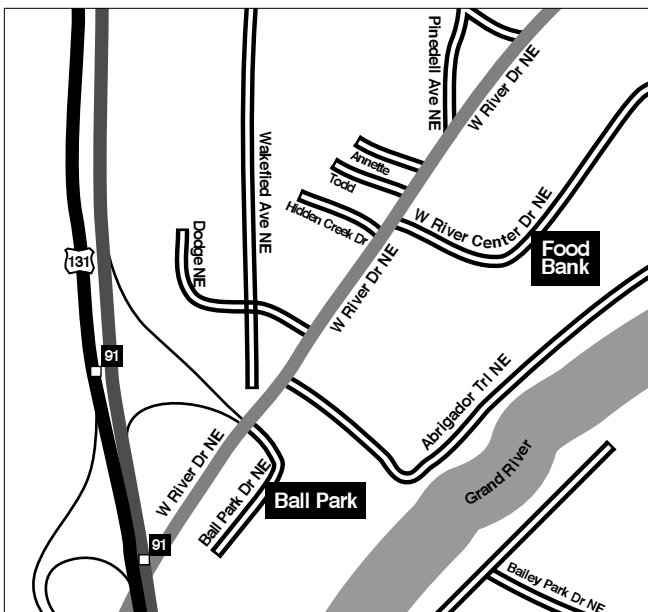 Pinedell Ave NE
W River Dr NE
Wakefied Ave NE
Annette
Todd
Hidden Creek Dr
W River Center Dr NE
Dodge NE
Food
Bank
131
W River Dr NE
91
Abrigador Trl NE
W River Dr NE
Grand River
Ball Park Dr NE
Ball Park
91
Bailey Park Dr NE